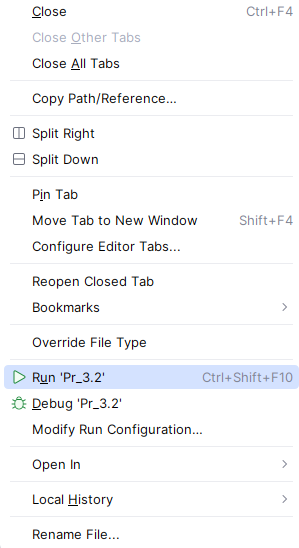 Close Ctrl+F4
Close Other Tabs
Close All Tabs
Copy Path/Reference...
Split Right
Split Down
Pin Tab
Move Tab to New Window Shift+F4
Configure Editor Tabs...
Reopen Closed Tab
Bookmarks
Override File Type
Run 'Pr_3.2' Ctrl+Shift+F10
Debug 'Pr_3.2'
Modify Run Configuration...
Open In
Local History
Rename File...